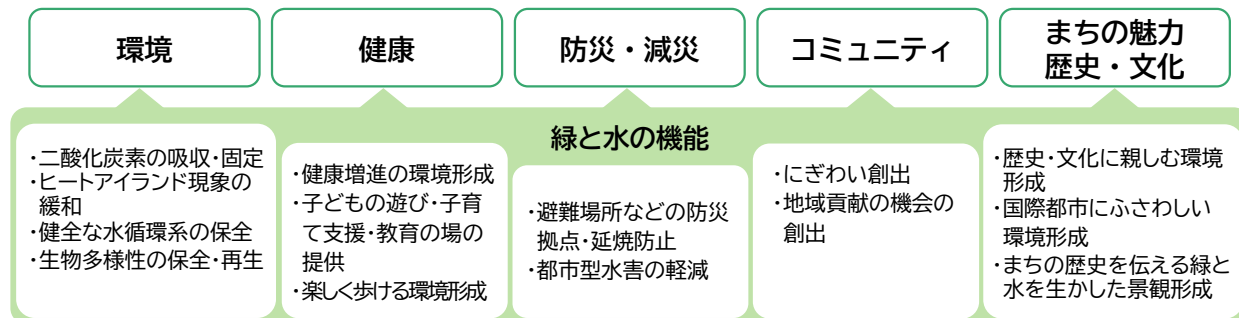 環境
健康
防災・減災
コミュニティ
まちの魅力
歴史・文化
緑と水の機能
・二酸化炭素の吸収・固定
・ヒートアイランド現象の
緩和
・健全な水循環系の保全
・生物多様性の保全・再生
・健康増進の環境形成
・子どもの遊び・子育
て支援・教育の場の
提供
・楽しく歩ける環境形成
・避難場所などの防災
拠点・延焼防止
・都市型水害の軽減
・にぎわい創出
・地域貢献の機会の
創出
・歴史・文化に親しむ環境
形成
・国際都市にふさわしい
環境形成
・まちの歴史を伝える緑と
水を生かした景観形成